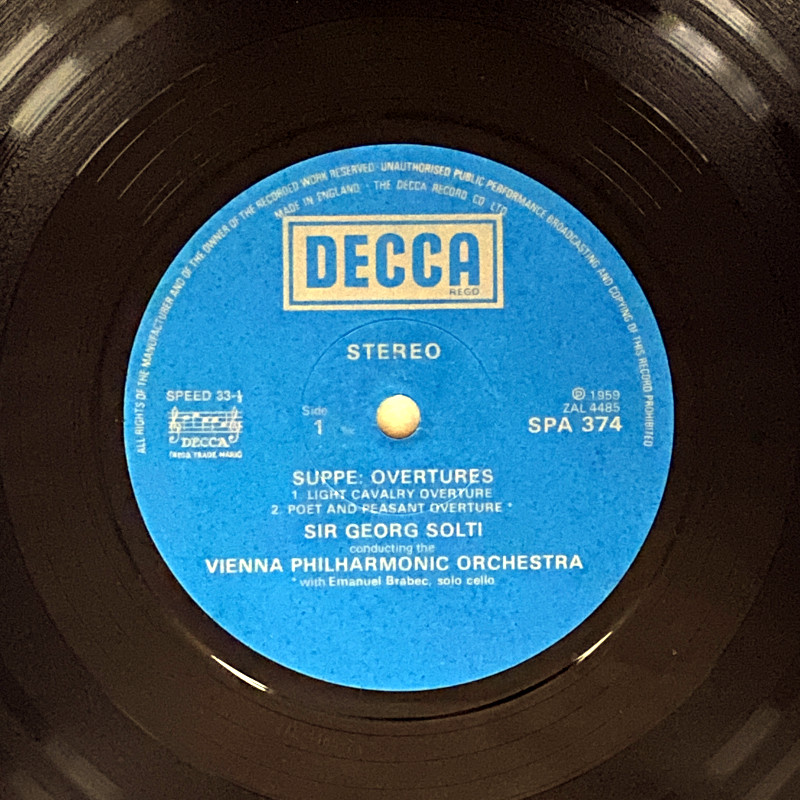 ALL RIGHTS OF THE MANUFACTURER AND OF THE OWNER OF THE RECORDED WORK RESERVED · UNAUTHORISED PUBLIC PERFORMANCE BROADCASTING AND COPYING OF THIS RECORD PROHIBITED
MADE IN ENGLAND · THE DECCA RECORD CO LTD
DECCA
REGD
STEREO
SPEED 33-⅓
DECCA
(REGD. TRADE MARK)
Side
1
℗ 1959
ZAL 4485
SPA 374
SUPPE: OVERTURES
1. LIGHT CAVALRY OVERTURE
2. POET AND PEASANT OVERTURE *
SIR GEORG SOLTI
conducting the
VIENNA PHILHARMONIC ORCHESTRA
* with Emanuel Brabec, solo cello